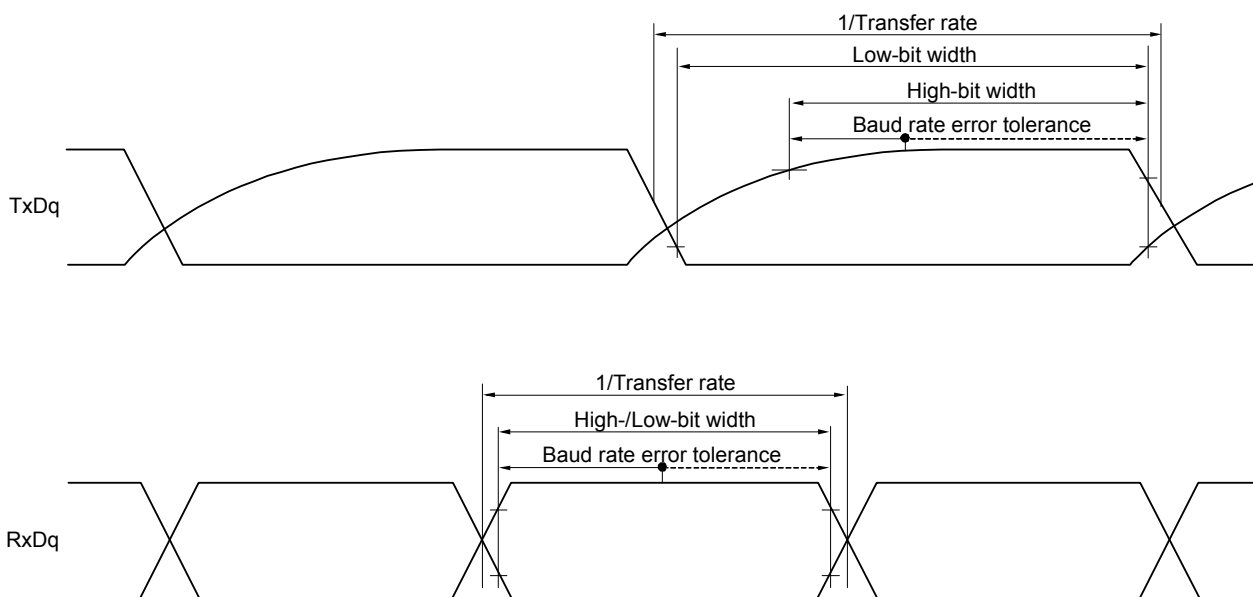 1/Transfer rate
Low-bit width
High-bit width
Baud rate error tolerance
TxDq
1/Transfer rate
High-/Low-bit width
Baud rate error tolerance
RxDq